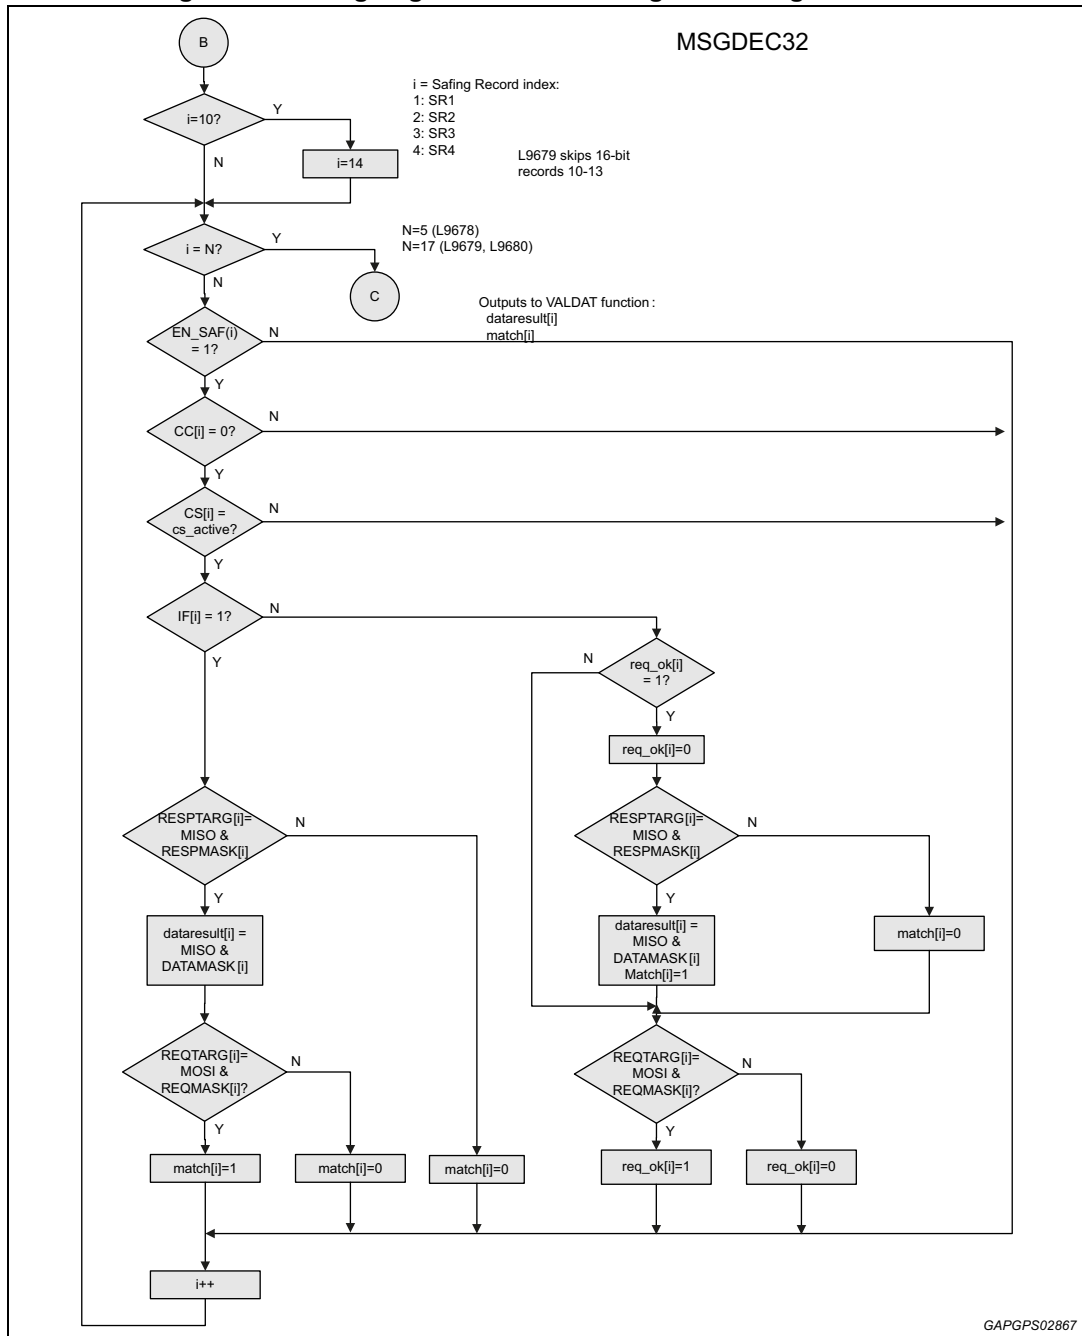 MSGDEC32
B
i = Safing Record index:
1: SR1
2: SR2
3: SR3
4: SR4
i=10?
Y
N
i=14
L9679 skips 16-bit
records 10-13
i = N?
Y
N
N=5 (L9678)
N=17 (L9679, L9680)
C
Outputs to VALDAT function :
dataresult[i]
match[i]
EN_SAF(i)
= 1?
N
Y
CC[i] = 0?
N
Y
CS[i] =
cs_active?
N
Y
IF[i] = 1?
N
Y
req_ok[i]
= 1?
N
Y
req_ok[i]=0
RESPTARG[i]=
MISO &
RESPMASK[i]
N
Y
RESPTARG[i]=
MISO &
RESPMASK[i]
N
Y
dataresult[i] =
MISO &
DATAMASK[i]
dataresult[i] =
MISO &
DATAMASK[i]
Match[i]=1
match[i]=0
REQTARG[i]=
MOSI &
REQMASK[i]?
N
Y
REQTARG[i]=
MOSI &
REQMASK[i]?
N
Y
match[i]=1
match[i]=0
match[i]=0
req_ok[i]=1
req_ok[i]=0
i++
GAPGPS02867